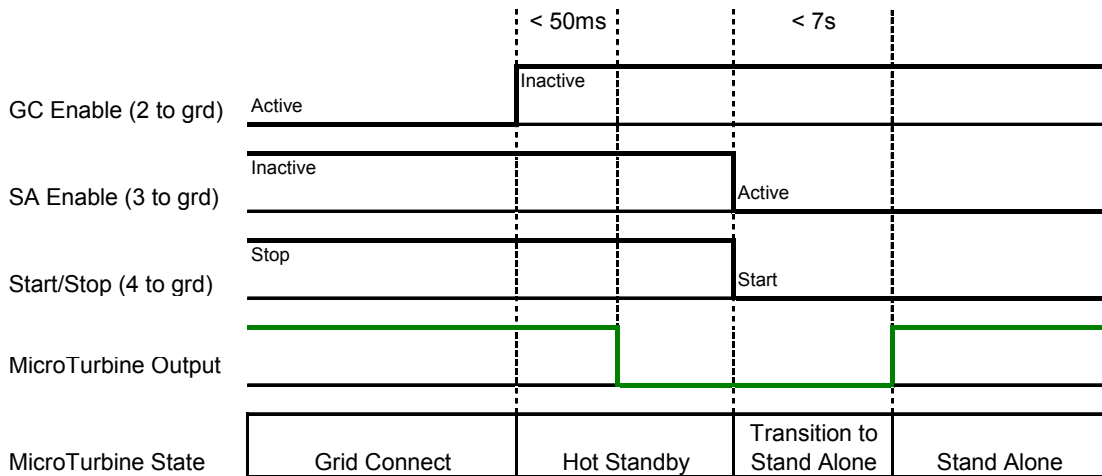 < 50ms
< 7s
GC Enable (2 to grd)
Active
Inactive
SA Enable (3 to grd)
Inactive
Active
Start/Stop (4 to grd)
Stop
Start
MicroTurbine Output
MicroTurbine State
Grid Connect
Hot Standby
Transition to
Stand Alone
Stand Alone